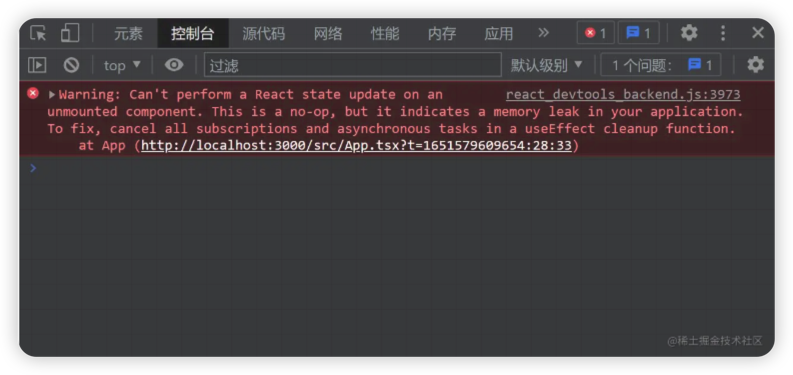 元素 控制台 源代码 网络 性能 内存 应用 » 1 1
top ▼ 过滤 默认级别 ▼ 1 个问题: 1
▶Warning: Can't perform a React state update on an react_devtools_backend.js:3973
unmounted component. This is a no-op, but it indicates a memory leak in your application.
To fix, cancel all subscriptions and asynchronous tasks in a useEffect cleanup function.
at App (http://localhost:3000/src/App.tsx?t=1651579609654:28:33)
@稀土掘金技术社区